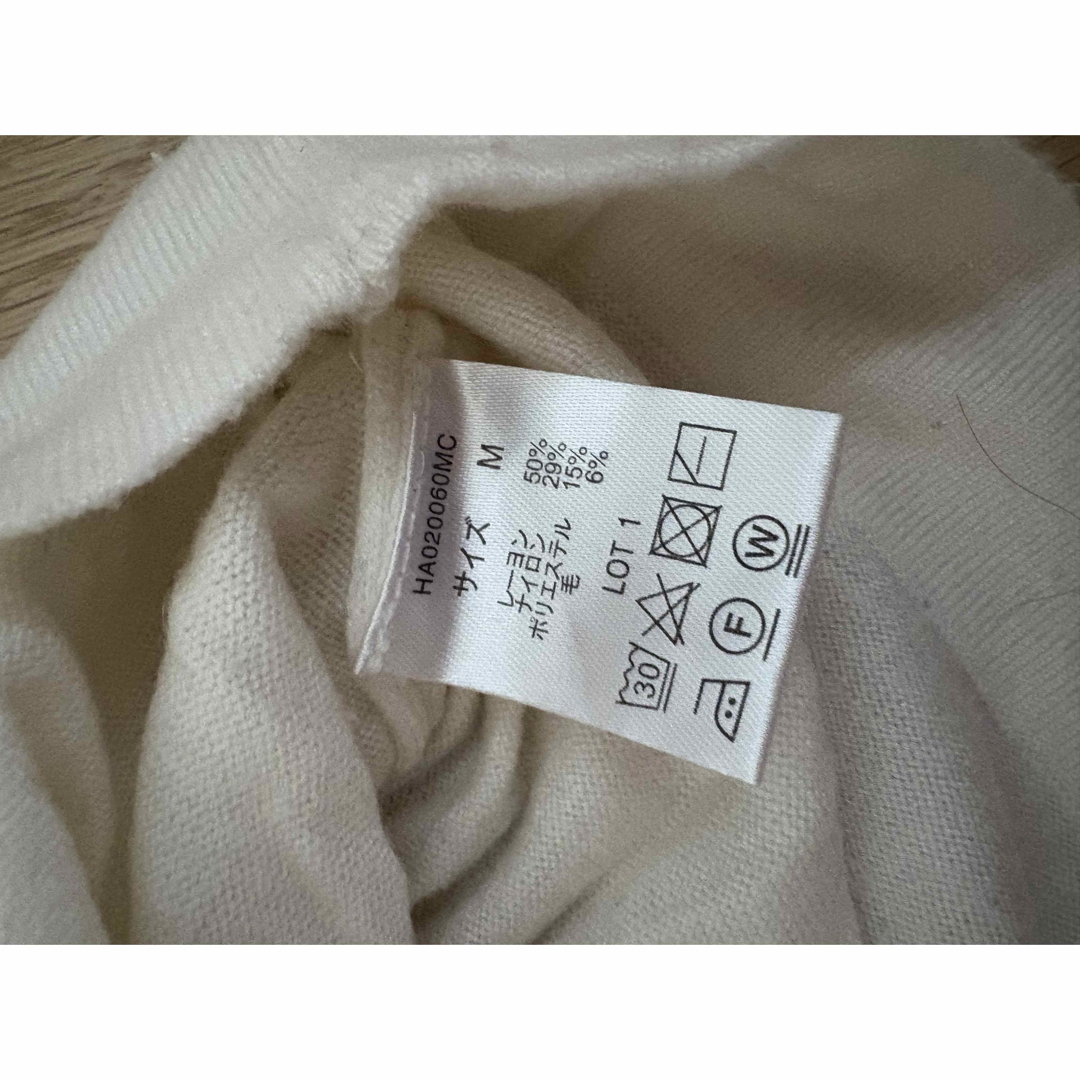 HA020060MC
サイズ M
レーヨン 50%
ナイロン 29%
ポリエステル 15%
毛 6%
LOT 1
30
F W